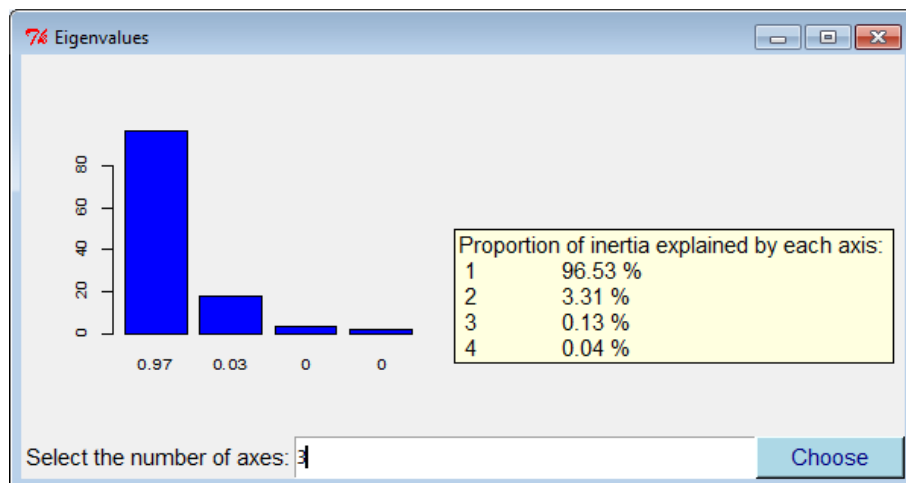 Eigenvalues
80
60
40
20
0
0.97 0.03 0 0
Proportion of inertia explained by each axis:
1 96.53 %
2 3.31 %
3 0.13 %
4 0.04 %
Select the number of axes: 3
Choose